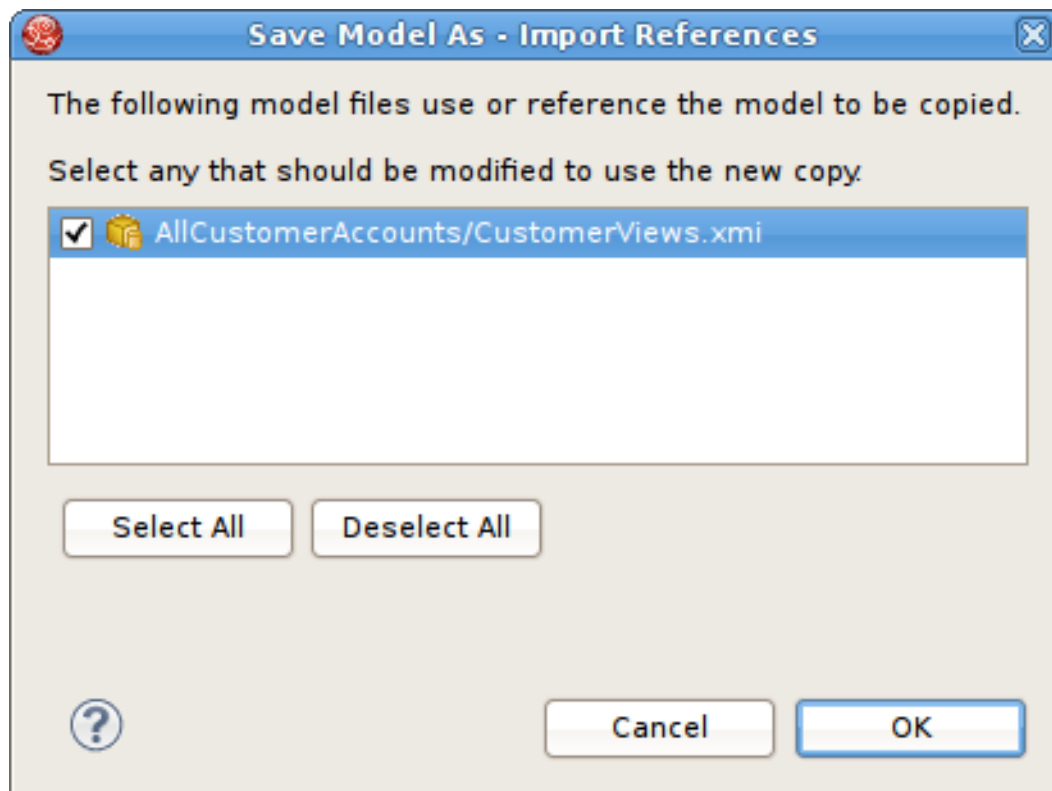 Save Model As - Import References
The following model files use or reference the model to be copied.
Select any that should be modified to use the new copy.
AllCustomerAccounts/CustomerViews.xmi
Select All
Deselect All
?
Cancel
OK